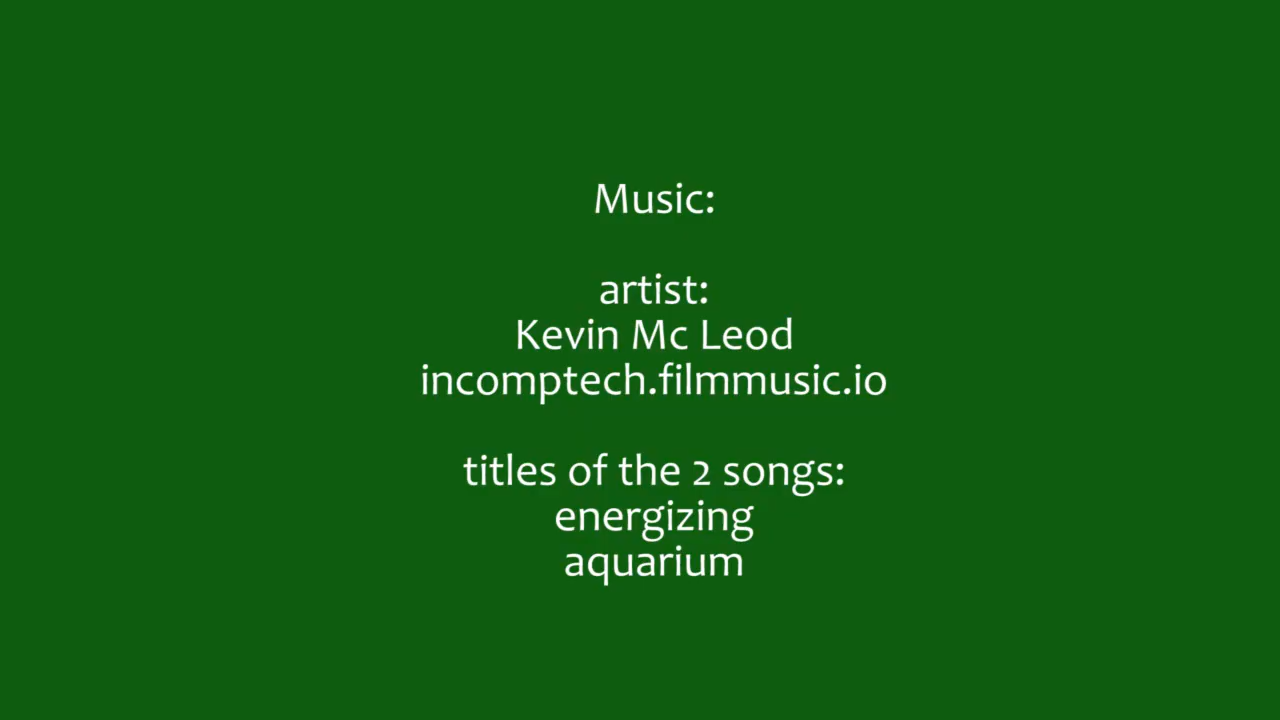 Music:
artist:
Kevin Mc Leod
incomptech.filmmusic.io
titles of the 2 songs:
energizing
aquarium